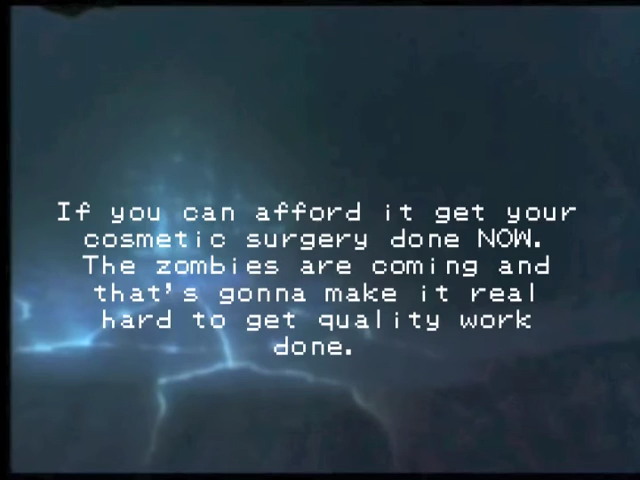 If you can afford it get your
cosmetic surgery done NOW.
The zombies are coming and
that's gonna make it real
hard to get quality work
done.